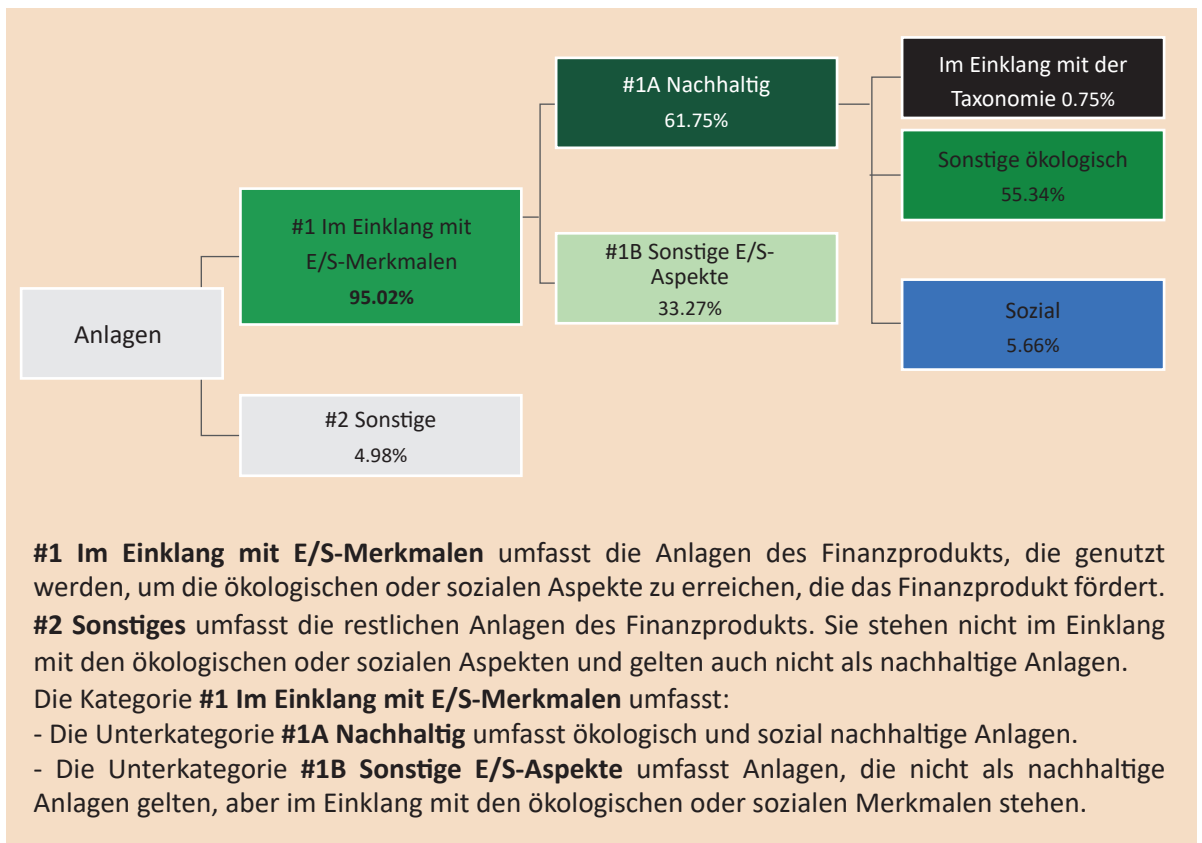 #1A Nachhaltig
61.75%
Im Einklang mit der
Taxonomie 0.75%
Sonstige ökologisch
55.34%
#1 Im Einklang mit
E/S-Merkmalen
95.02%
#1B Sonstige E/S-
Aspekte
33.27%
Sozial
5.66%
Anlagen
#2 Sonstige
4.98%
#1 Im Einklang mit E/S-Merkmalen umfasst die Anlagen des Finanzprodukts, die genutzt
werden, um die ökologischen oder sozialen Aspekte zu erreichen, die das Finanzprodukt fördert.
#2 Sonstiges umfasst die restlichen Anlagen des Finanzprodukts. Sie stehen nicht im Einklang
mit den ökologischen oder sozialen Aspekten und gelten auch nicht als nachhaltige Anlagen.
Die Kategorie #1 Im Einklang mit E/S-Merkmalen umfasst:
- Die Unterkategorie #1A Nachhaltig umfasst ökologisch und sozial nachhaltige Anlagen.
- Die Unterkategorie #1B Sonstige E/S-Aspekte umfasst Anlagen, die nicht als nachhaltige
Anlagen gelten, aber im Einklang mit den ökologischen oder sozialen Merkmalen stehen.